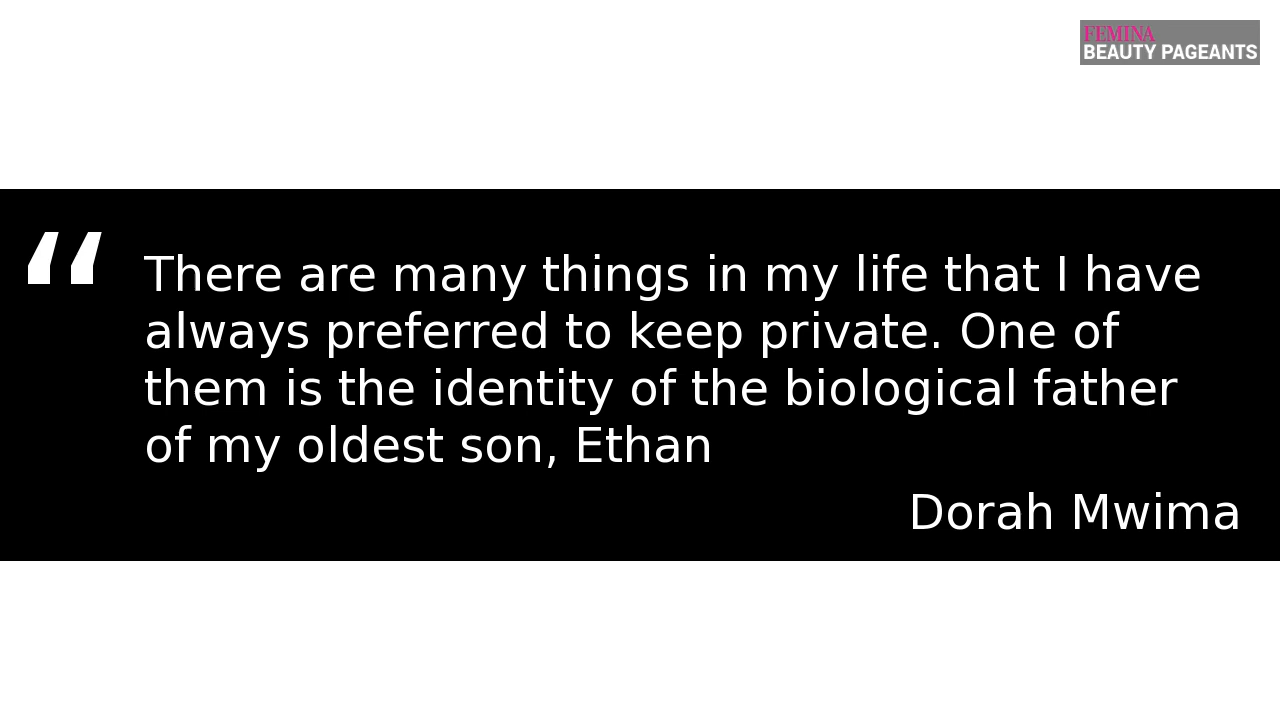 FEMINA
BEAUTY PAGEANTS
“ There are many things in my life that I have
always preferred to keep private. One of
them is the identity of the biological father
of my oldest son, Ethan
Dorah Mwima